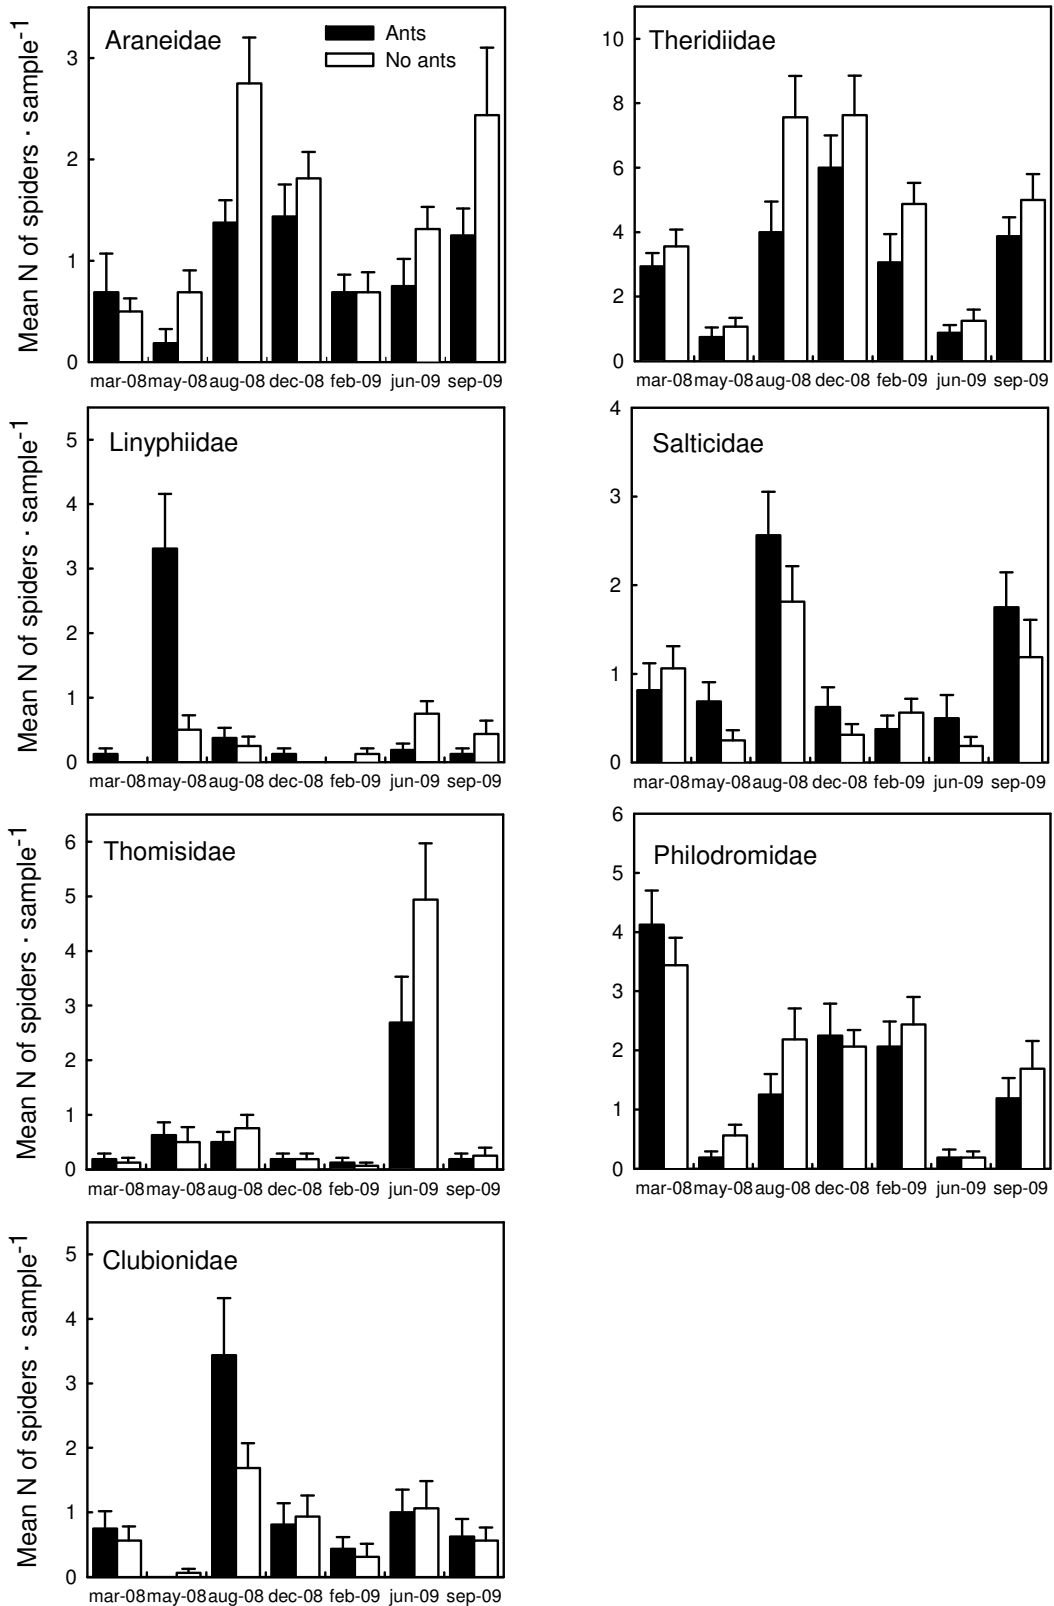 Araneidae
Ants
No ants
Mean N of spiders · sample-1
3
2
1
0
mar-08 may-08 aug-08 dec-08 feb-09 jun-09 sep-09
Theridiidae
10
8
6
4
2
0
mar-08 may-08 aug-08 dec-08 feb-09 jun-09 sep-09
Linyphiidae
Mean N of spiders · sample-1
5
4
3
2
1
0
mar-08 may-08 aug-08 dec-08 feb-09 jun-09 sep-09
Salticidae
4
3
2
1
0
mar-08 may-08 aug-08 dec-08 feb-09 jun-09 sep-09
Thomisidae
Mean N of spiders · sample-1
6
5
4
3
2
1
0
mar-08 may-08 aug-08 dec-08 feb-09 jun-09 sep-09
Philodromidae
6
5
4
3
2
1
0
mar-08 may-08 aug-08 dec-08 feb-09 jun-09 sep-09
Clubionidae
Mean N of spiders · sample-1
5
4
3
2
1
0
mar-08 may-08 aug-08 dec-08 feb-09 jun-09 sep-09